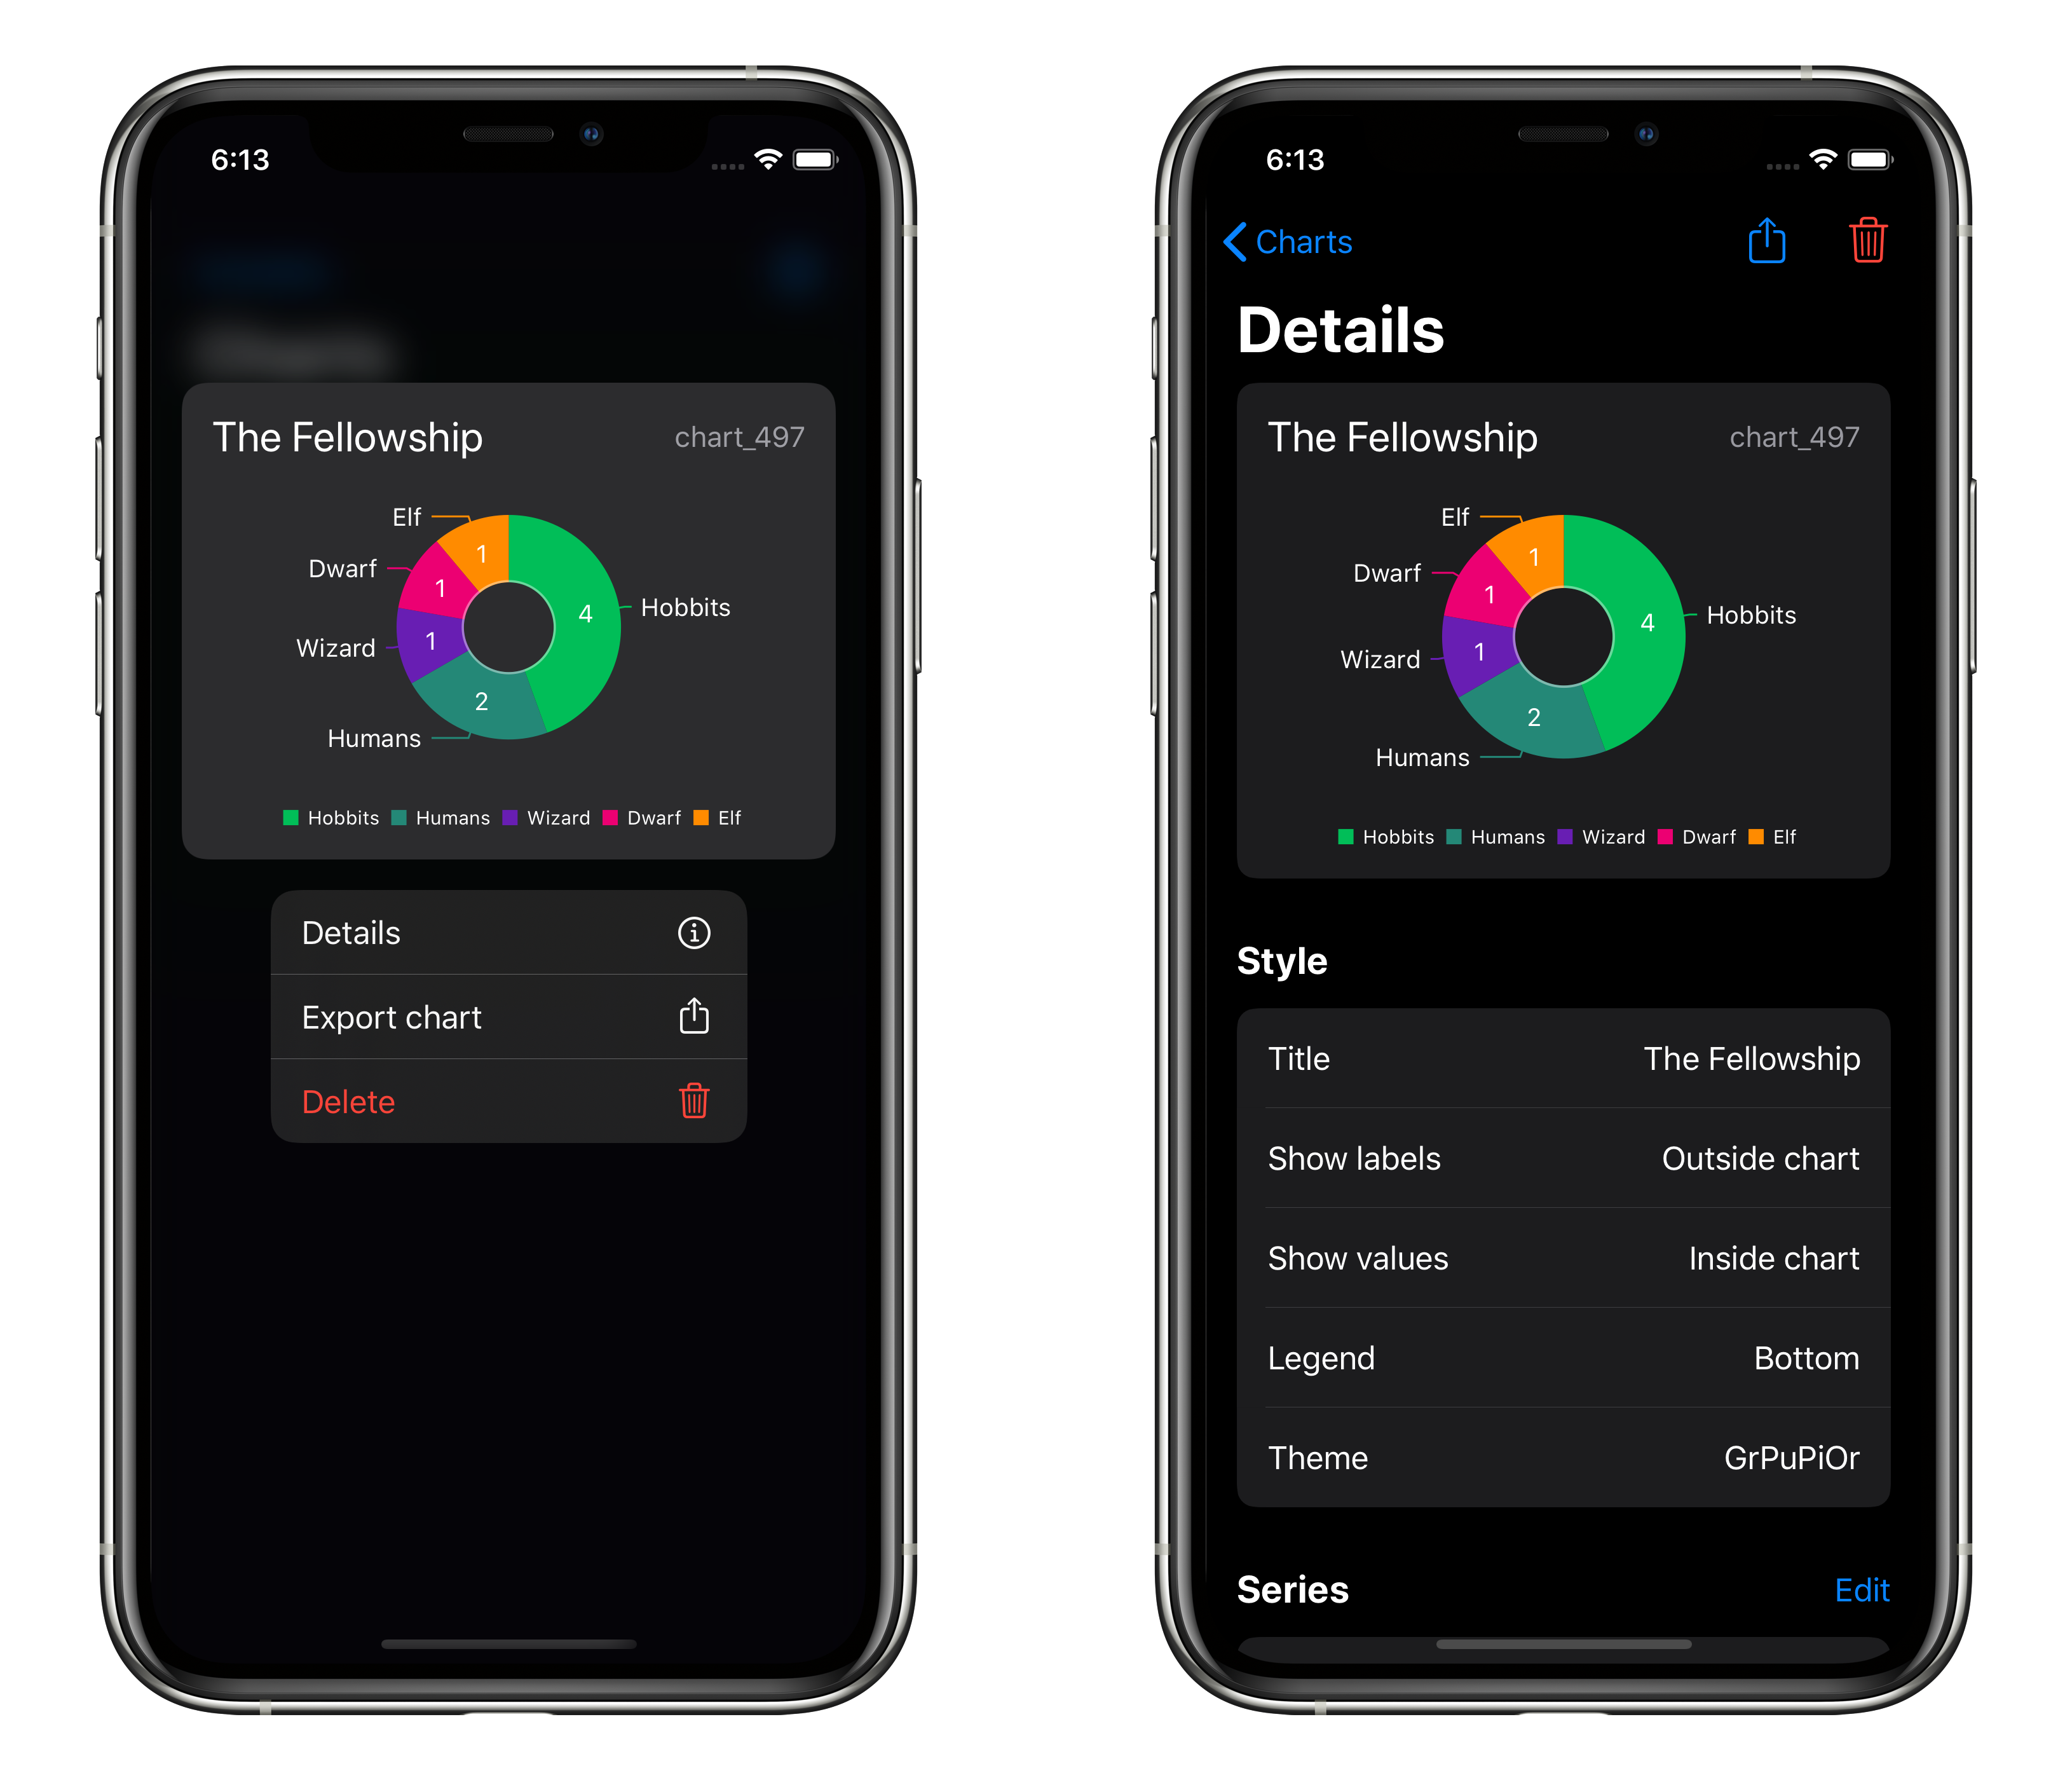 6:13
The Fellowship chart_497
Elf
1
Dwarf
1
4 Hobbits
Wizard
1
2
Humans
Hobbits Humans Wizard Dwarf Elf
Details
Export chart
Delete
6:13
Charts
Details
The Fellowship chart_497
Elf
1
Dwarf
1
4 Hobbits
Wizard
1
2
Humans
Hobbits Humans Wizard Dwarf Elf
Style
Title The Fellowship
Show labels Outside chart
Show values Inside chart
Legend Bottom
Theme GrPuPiOr
Series Edit